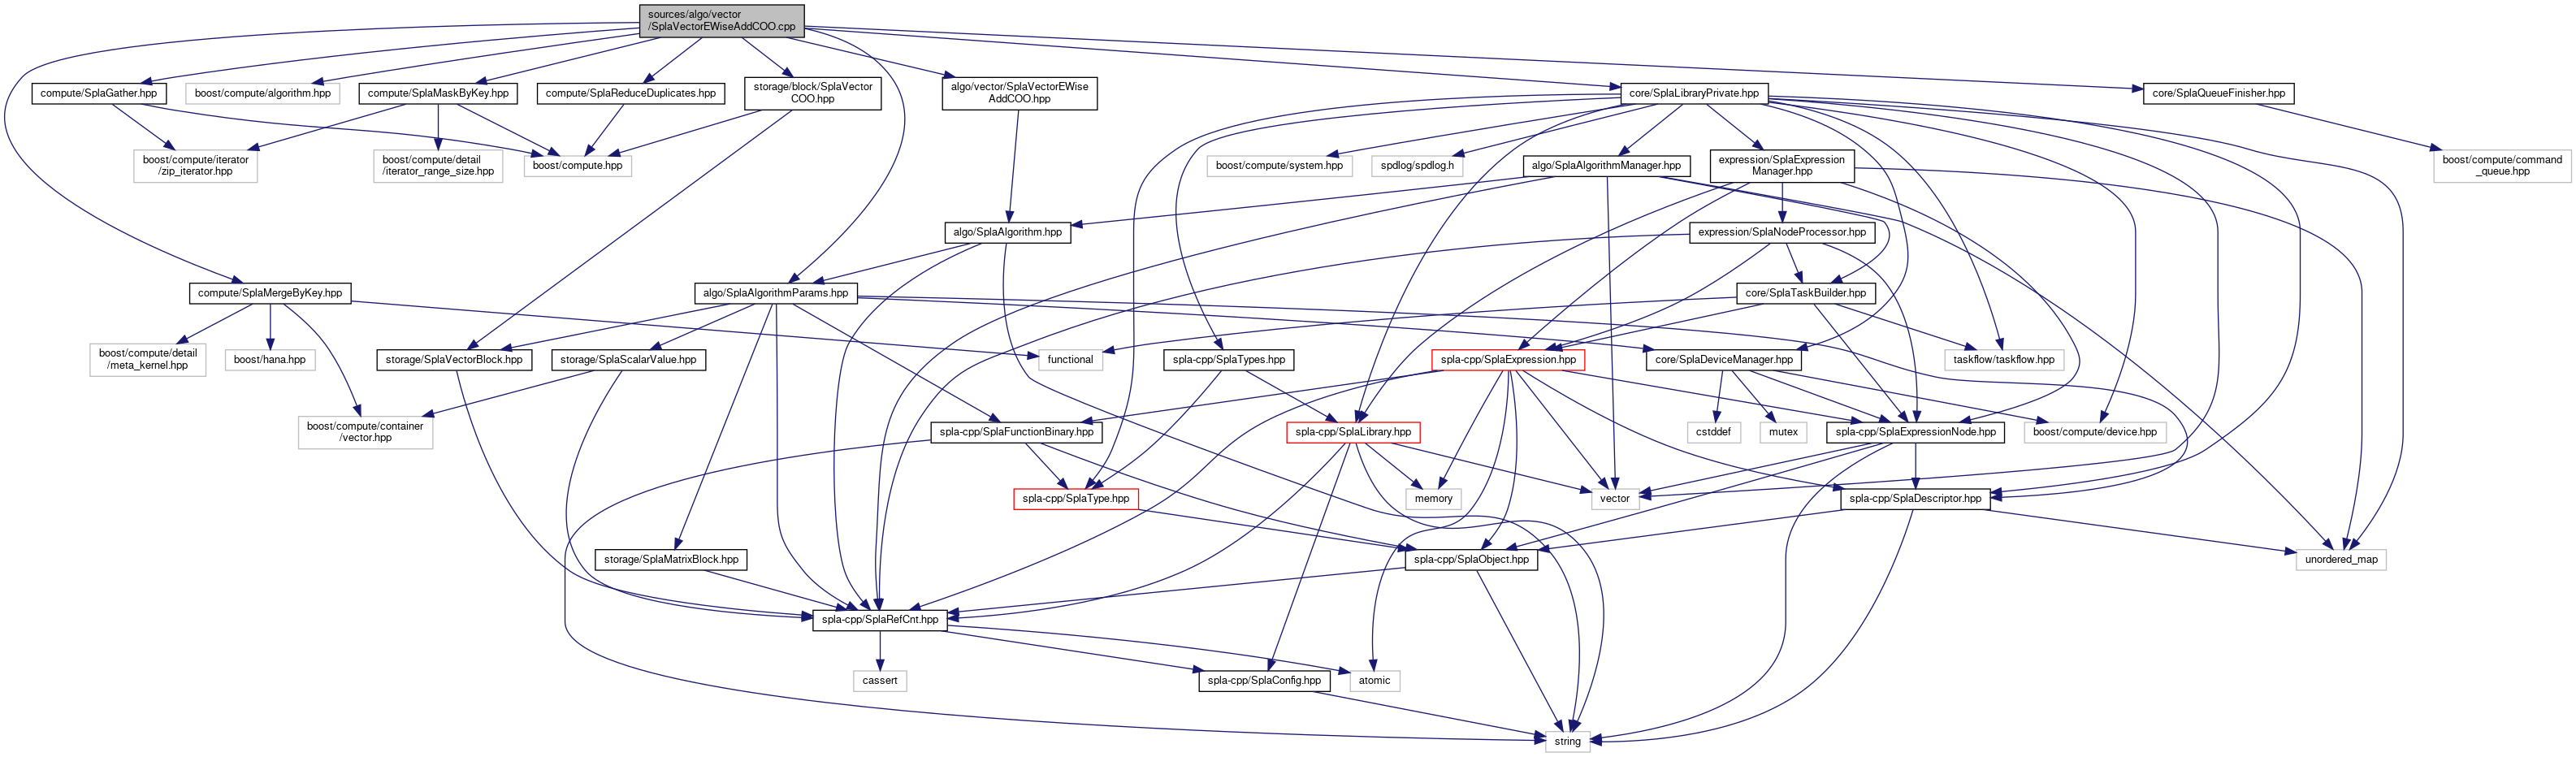 sources/algo/vector
/SplaVectorEWiseAddCOO.cpp
compute/SplaGather.hpp
boost/compute/algorithm.hpp
compute/SplaMaskByKey.hpp
compute/SplaReduceDuplicates.hpp
storage/block/SplaVector
COO.hpp
algo/vector/SplaVectorEWise
AddCOO.hpp
core/SplaLibraryPrivate.hpp
core/SplaQueueFinisher.hpp
boost/compute/iterator
/zip_iterator.hpp
boost/compute/detail
/iterator_range_size.hpp
boost/compute.hpp
boost/compute/system.hpp
spdlog/spdlog.h
algo/SplaAlgorithmManager.hpp
expression/SplaExpression
Manager.hpp
boost/compute/command
_queue.hpp
algo/SplaAlgorithm.hpp
expression/SplaNodeProcessor.hpp
compute/SplaMergeByKey.hpp
algo/SplaAlgorithmParams.hpp
core/SplaTaskBuilder.hpp
boost/compute/detail
/meta_kernel.hpp
boost/hana.hpp
storage/SplaVectorBlock.hpp
storage/SplaScalarValue.hpp
functional
spla-cpp/SplaTypes.hpp
spla-cpp/SplaExpression.hpp
core/SplaDeviceManager.hpp
taskflow/taskflow.hpp
boost/compute/container
/vector.hpp
spla-cpp/SplaFunctionBinary.hpp
spla-cpp/SplaLibrary.hpp
cstddef
mutex
spla-cpp/SplaExpressionNode.hpp
boost/compute/device.hpp
spla-cpp/SplaType.hpp
memory
vector
spla-cpp/SplaDescriptor.hpp
storage/SplaMatrixBlock.hpp
spla-cpp/SplaObject.hpp
unordered_map
spla-cpp/SplaRefCnt.hpp
cassert
spla-cpp/SplaConfig.hpp
atomic
string